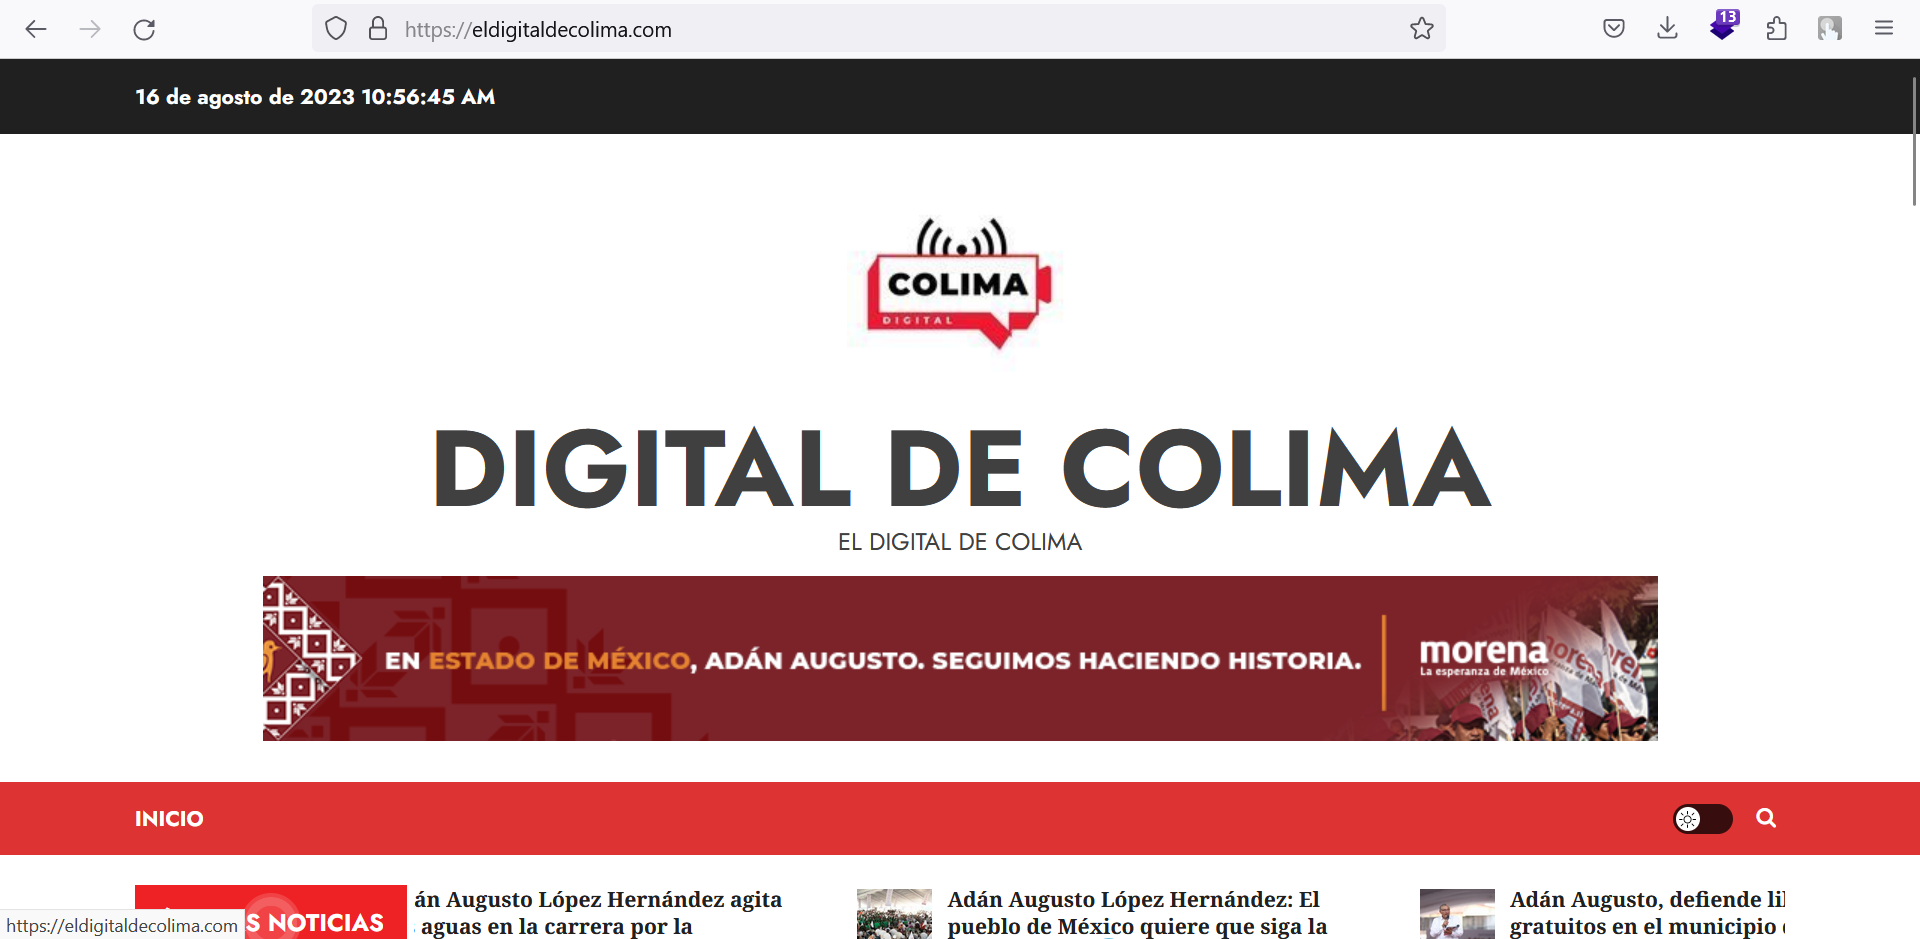 13
https://eldigitaldecolima.com
16 de agosto de 2023 10:56:45 AM
COLIMA
DIGITAL
DIGITAL DE COLIMA
EL DIGITAL DE COLIMA
EN ESTADO DE MÉXICO, ADÁN AUGUSTO. SEGUIMOS HACIENDO HISTORIA.
morena
La esperanza de México
INICIO
S NOTICIAS
án Augusto López Hernández agita
aguas en la carrera por la
Adán Augusto López Hernández: El
pueblo de México quiere que siga la
Adán Augusto, defiende li
gratuitos en el municipio
https://eldigitaldecolima.com